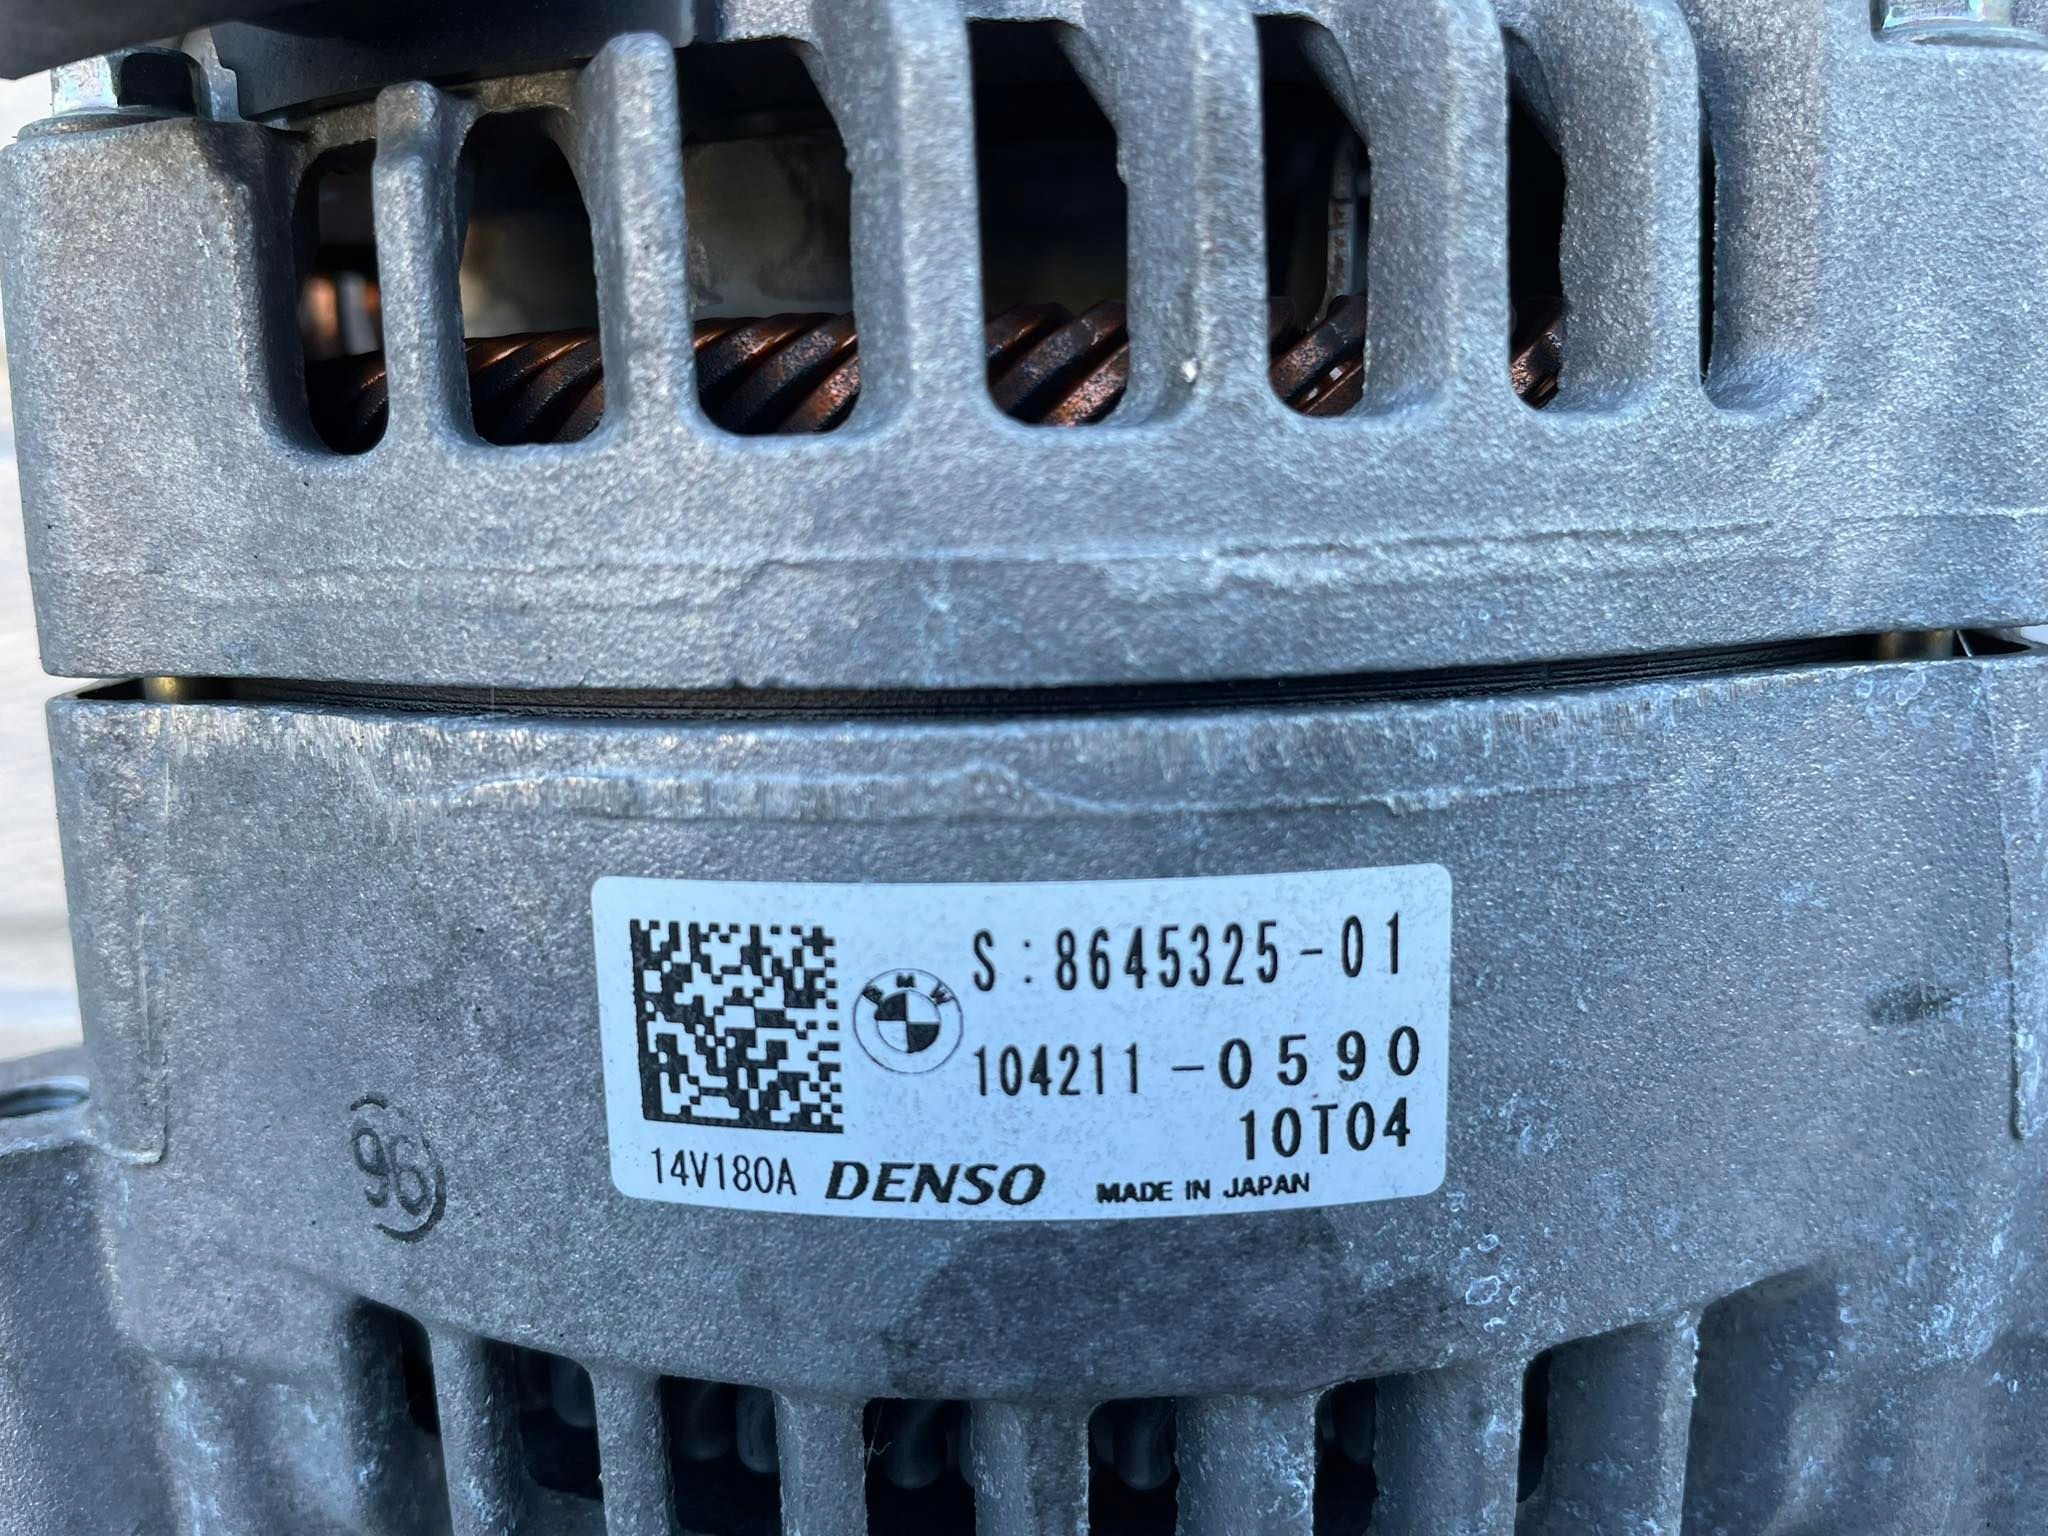 S:8645325-01
BMW
104211-0590
10T04
14V180A DENSO MADE IN JAPAN
96